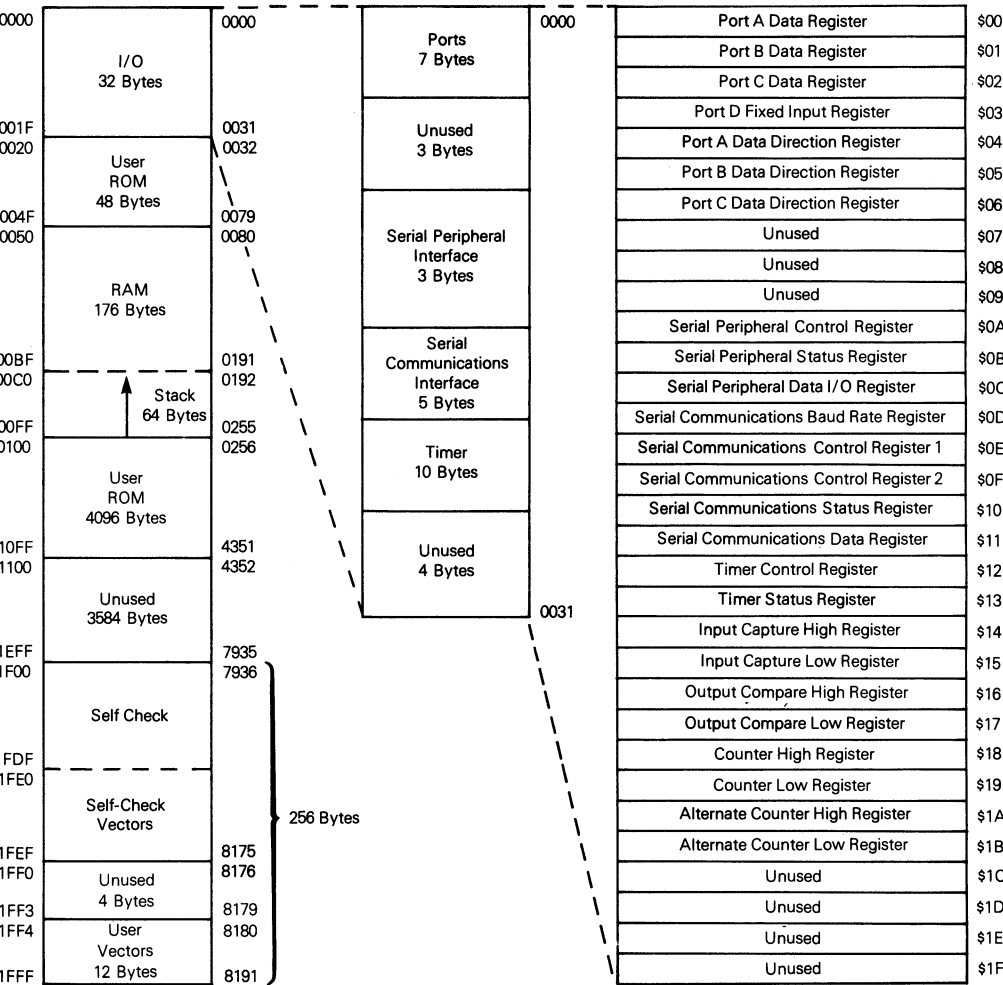 0000
I/O
32 Bytes
0000
001F
0031
0020
0032
User
ROM
48 Bytes
004F
0079
0050
0080
RAM
176 Bytes
00BF
0191
00C0
0192
Stack
64 Bytes
00FF
0255
0100
0256
User
ROM
4096 Bytes
10FF
4351
1100
4352
Unused
3584 Bytes
1EFF
7935
1F00
7936
Self Check
FDF
1FE0
Self-Check
Vectors
256 Bytes
1FEF
8175
1FF0
8176
Unused
4 Bytes
1FF3
8179
1FF4
8180
User
Vectors
12 Bytes
1FFF
8191
Ports
7 Bytes
0000
Unused
3 Bytes
Serial Peripheral
Interface
3 Bytes
Serial
Communications
Interface
5 Bytes
Timer
10 Bytes
Unused
4 Bytes
0031
Port A Data Register $00
Port B Data Register $01
Port C Data Register $02
Port D Fixed Input Register $03
Port A Data Direction Register $04
Port B Data Direction Register $05
Port C Data Direction Register $06
Unused $07
Unused $08
Unused $09
Serial Peripheral Control Register $0A
Serial Peripheral Status Register $0B
Serial Peripheral Data I/O Register $0C
Serial Communications Baud Rate Register $0D
Serial Communications Control Register 1 $0E
Serial Communications Control Register 2 $0F
Serial Communications Status Register $10
Serial Communications Data Register $11
Timer Control Register $12
Timer Status Register $13
Input Capture High Register $14
Input Capture Low Register $15
Output Compare High Register $16
Output Compare Low Register $17
Counter High Register $18
Counter Low Register $19
Alternate Counter High Register $1A
Alternate Counter Low Register $1B
Unused $1C
Unused $1D
Unused $1E
Unused $1F